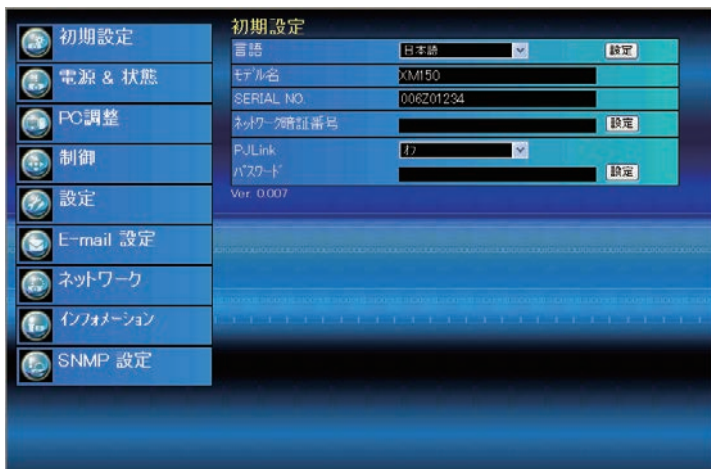 初期設定
電源 & 状態
PC調整
制御
設定
E-mail 設定
ネットワーク
インフォメーション
SNMP 設定
初期設定
言語 日本語 設定
モデル名 XM150
SERIAL NO. 006Z01234
ネットワーク暗証番号 設定
PJLink オフ
パスワード 設定
Ver. 0.007